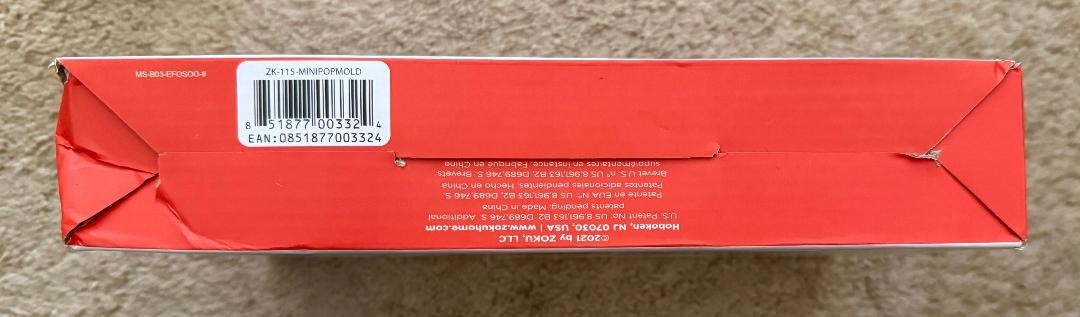 MS-B03-EFOSOO-#
ZK-115-MINIPOPMOLD
8 51877 00332 4
EAN:0851877003324
©2021 by ZOKU, LLC
Hoboken, NJ 07030, USA | www.zokuhome.com
U.S. Patent No: US 8,961,163 B2, D689,746 S. Additional
patents pending. Made in China
Patente en EUA N°: US 8,961,163 B2, D689,746 S.
Patentes adicionales pendientes. Hecho en China
Brevet U.S. n° US 8,961,163 B2, D689,746 S. Brevets
supplémentaires en instance. Fabriqué en China